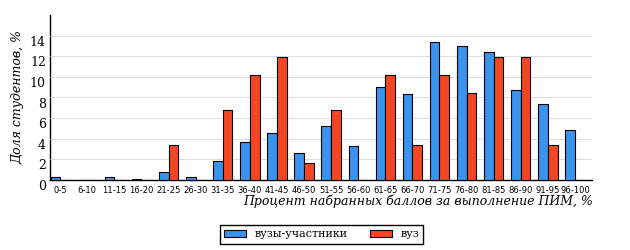 Доля студентов, %
14
12
10
8
6
4
2
0
0-5 6-10 11-15 16-20 21-25 26-30 31-35 36-40 41-45 46-50 51-55 56-60 61-65 66-70 71-75 76-80 81-85 86-90 91-95 96-100
Процент набранных баллов за выполнение ПИМ, %
вузы-участники вуз